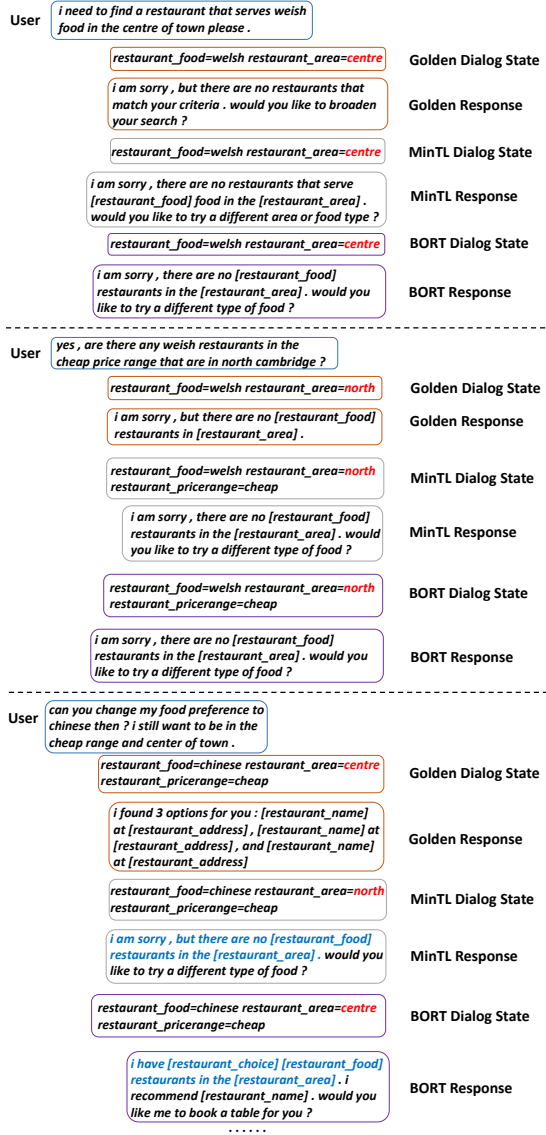 User
i need to find a restaurant that serves weish
food in the centre of town please .
restaurant_food=welsh restaurant_area=centre
Golden Dialog State
i am sorry , but there are no restaurants that
match your criteria . would you like to broaden
your search ?
Golden Response
restaurant_food=welsh restaurant_area=centre
MinTL Dialog State
i am sorry , there are no restaurants that serve
[restaurant_food] food in the [restaurant_area] .
would you like to try a different area or food type ?
MinTL Response
restaurant_food=welsh restaurant_area=centre
BORT Dialog State
i am sorry , there are no [restaurant_food]
restaurants in the [restaurant_area] . would you
like to try a different type of food ?
BORT Response
User
yes , are there any weish restaurants in the
cheap price range that are in north cambridge ?
restaurant_food=welsh restaurant_area=north
Golden Dialog State
i am sorry , but there are no [restaurant_food]
restaurants in [restaurant_area] .
Golden Response
restaurant_food=welsh restaurant_area=north
restaurant_pricerange=cheap
MinTL Dialog State
i am sorry , there are no [restaurant_food]
restaurants in the [restaurant_area] . would
you like to try a different type of food ?
MinTL Response
restaurant_food=welsh restaurant_area=north
restaurant_pricerange=cheap
BORT Dialog State
i am sorry , there are no [restaurant_food]
restaurants in the [restaurant_area] . would you
like to try a different type of food ?
BORT Response
User
can you change my food preference to
chinese then ? i still want to be in the
cheap range and center of town .
restaurant_food=chinese restaurant_area=centre
restaurant_pricerange=cheap
Golden Dialog State
i found 3 options for you : [restaurant_name]
at [restaurant_address] , [restaurant_name] at
[restaurant_address] , and [restaurant_name]
at [restaurant_address]
Golden Response
restaurant_food=chinese restaurant_area=north
restaurant_pricerange=cheap
MinTL Dialog State
i am sorry , but there are no [restaurant_food]
restaurants in the [restaurant_area] . would you
like to try a different type of food ?
MinTL Response
restaurant_food=chinese restaurant_area=centre
restaurant_pricerange=cheap
BORT Dialog State
i have [restaurant_choice] [restaurant_food]
restaurants in the [restaurant_area] . i
recommend [restaurant_name] . would you
like me to book a table for you ?
BORT Response
......